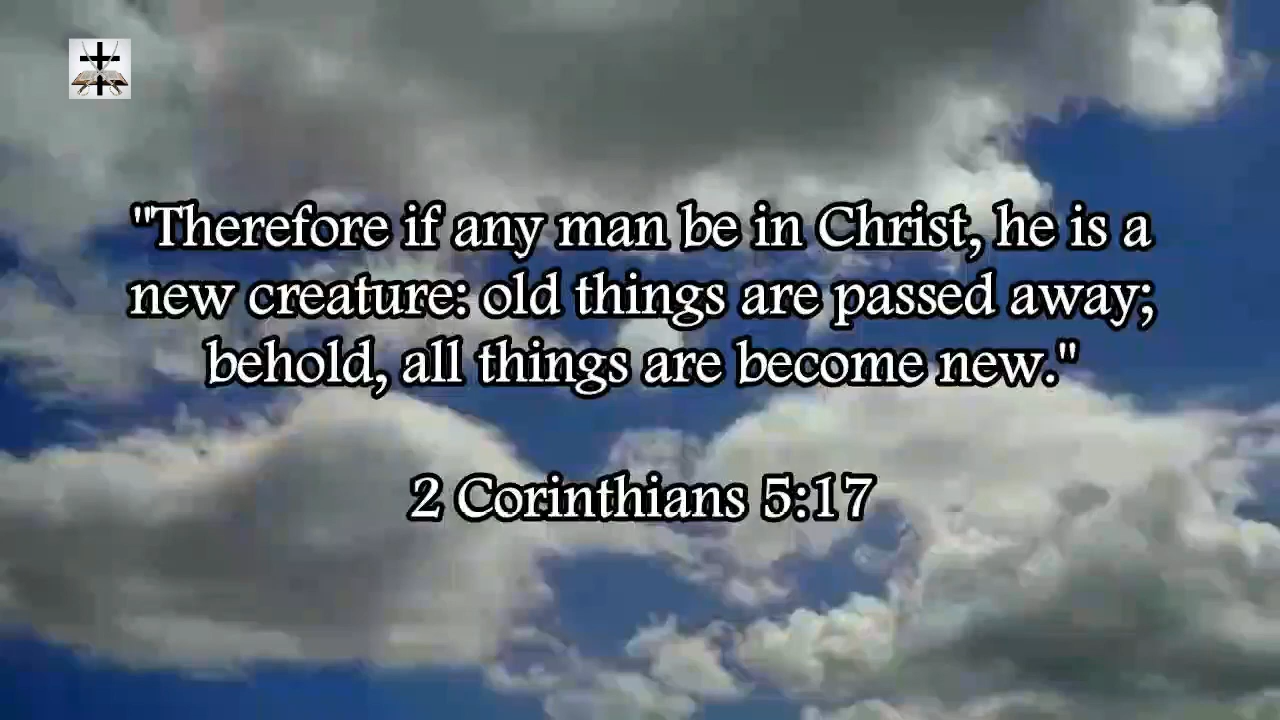 "Therefore if any man be in Christ, he is a
new creature: old things are passed away;
behold, all things are become new."
2 Corinthians 5:17